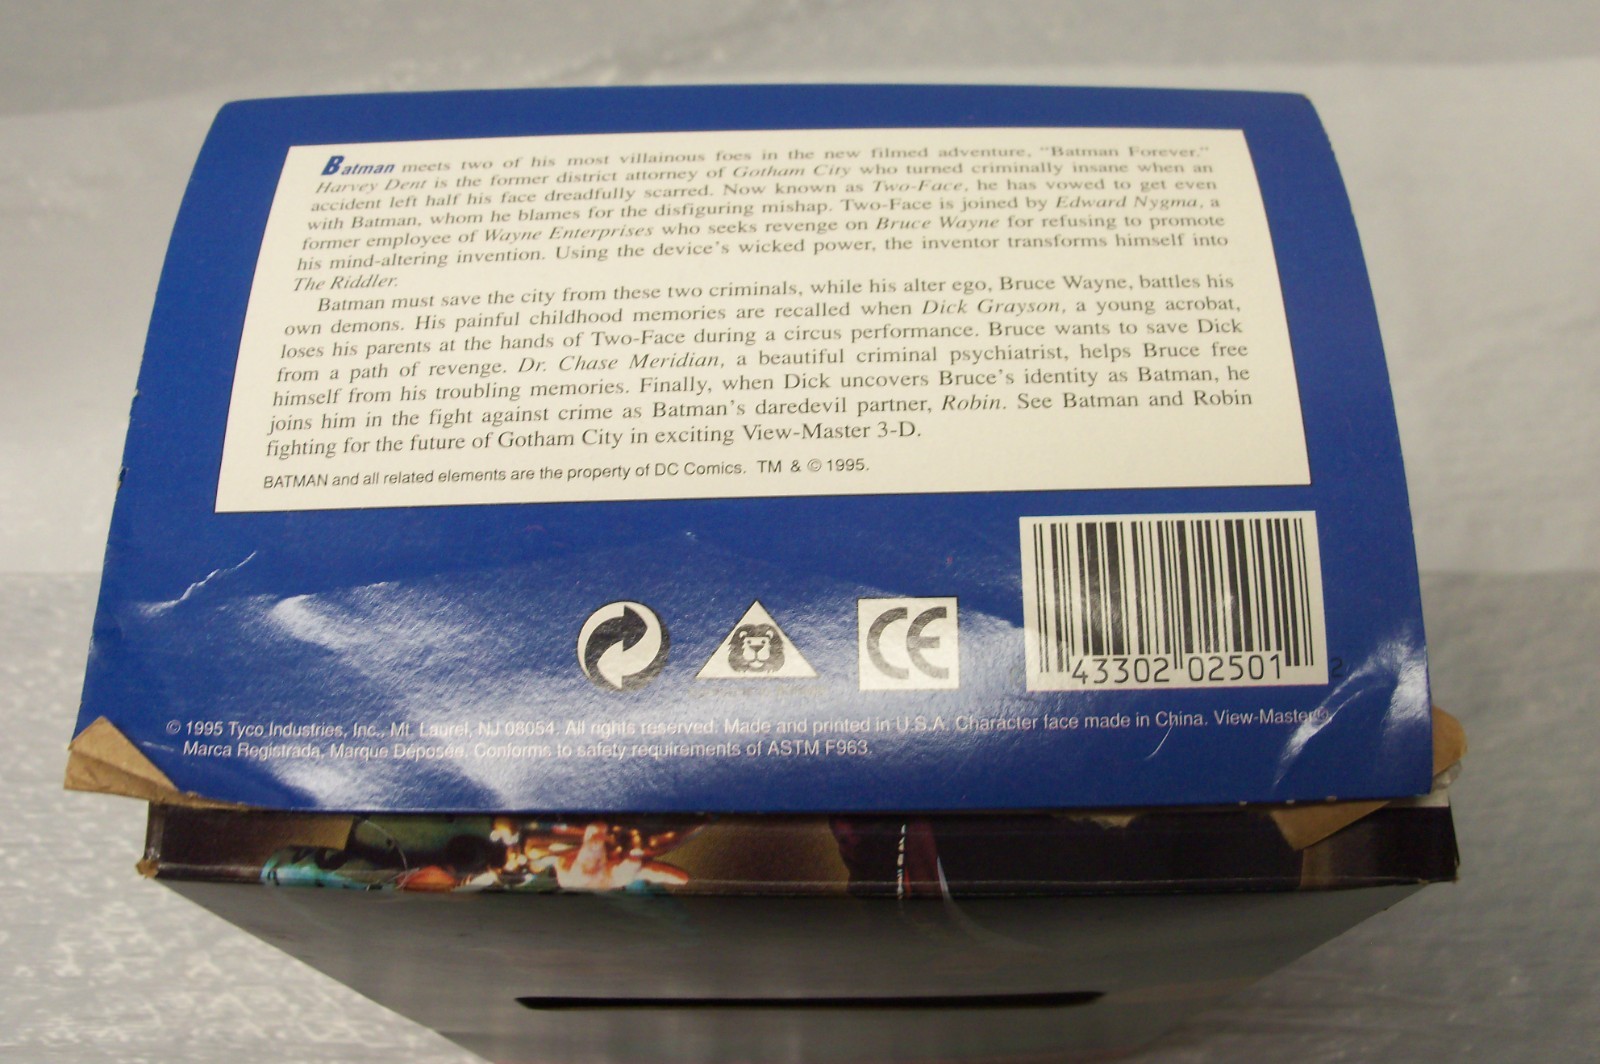 Batman meets two of his most villainous foes in the new filmed adventure, "Batman Forever."
Harvey Dent is the former district attorney of Gotham City who turned criminally insane when an
accident left half his face dreadfully scarred. Now known as Two-Face, he has vowed to get even
with Batman, whom he blames for the disfiguring mishap. Two-Face is joined by Edward Nygma, a
former employee of Wayne Enterprises who seeks revenge on Bruce Wayne for refusing to promote
his mind-altering invention. Using the device's wicked power, the inventor transforms himself into
The Riddler.
Batman must save the city from these two criminals, while his alter ego, Bruce Wayne, battles his
own demons. His painful childhood memories are recalled when Dick Grayson, a young acrobat,
loses his parents at the hands of Two-Face during a circus performance. Bruce wants to save Dick
from a path of revenge. Dr. Chase Meridian, a beautiful criminal psychiatrist, helps Bruce free
himself from his troubling memories. Finally, when Dick uncovers Bruce's identity as Batman, he
joins him in the fight against crime as Batman's daredevil partner, Robin. See Batman and Robin
fighting for the future of Gotham City in exciting View-Master 3-D.
BATMAN and all related elements are the property of DC Comics. TM & © 1995.
CE
43302 02501 2
© 1995 Tyco Industries, Inc., Mt. Laurel, NJ 08054. All rights reserved. Made and printed in U.S.A. Character face made in China. View-Master®,
Marca Registrada, Marque Déposée. Conforms to safety requirements of ASTM F963.